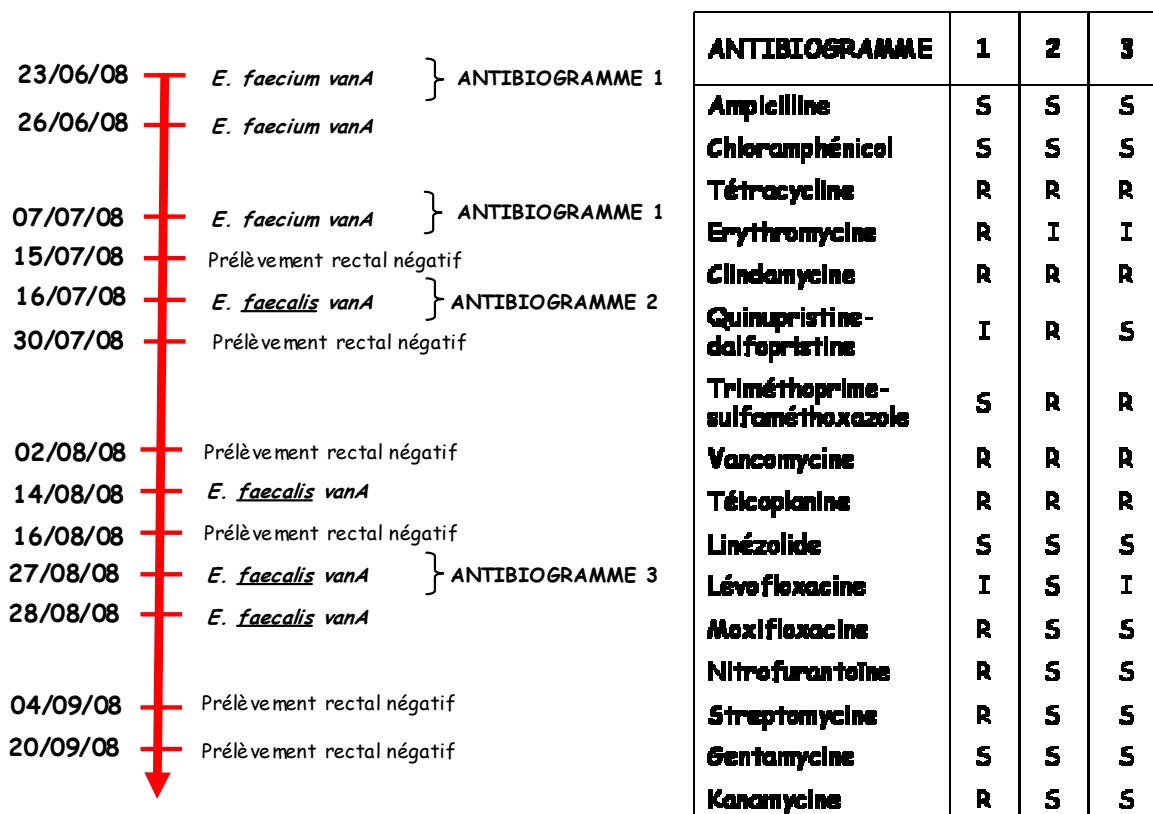 23/06/08 E. faecium vanA } ANTIBIOGRAMME 1
26/06/08 E. faecium vanA
07/07/08 E. faecium vanA } ANTIBIOGRAMME 1
15/07/08 Prélèvement rectal négatif
16/07/08 E. faecalis vanA } ANTIBIOGRAMME 2
30/07/08 Prélèvement rectal négatif
02/08/08 Prélèvement rectal négatif
14/08/08 E. faecalis vanA
16/08/08 Prélèvement rectal négatif
27/08/08 E. faecalis vanA } ANTIBIOGRAMME 3
28/08/08 E. faecalis vanA
04/09/08 Prélèvement rectal négatif
20/09/08 Prélèvement rectal négatif
ANTIBIOGRAMME 1 2 3
Ampicilline S S S
Chloramphénicol S S S
Tétracycline R R R
Erythromycine R I I
Clindamycine R R R
Quinupristine-
dalfopristine I R S
Triméthoprime-
sulfaméthoxazole S R R
Vancomycine R R R
Téicoplanine R R R
Linézolide S S S
Lévofloxacine I S I
Moxifloxacine R S S
Nitrofurantoïne R S S
Streptomycine R S S
Gentamycine S S S
Kanamycine R S S